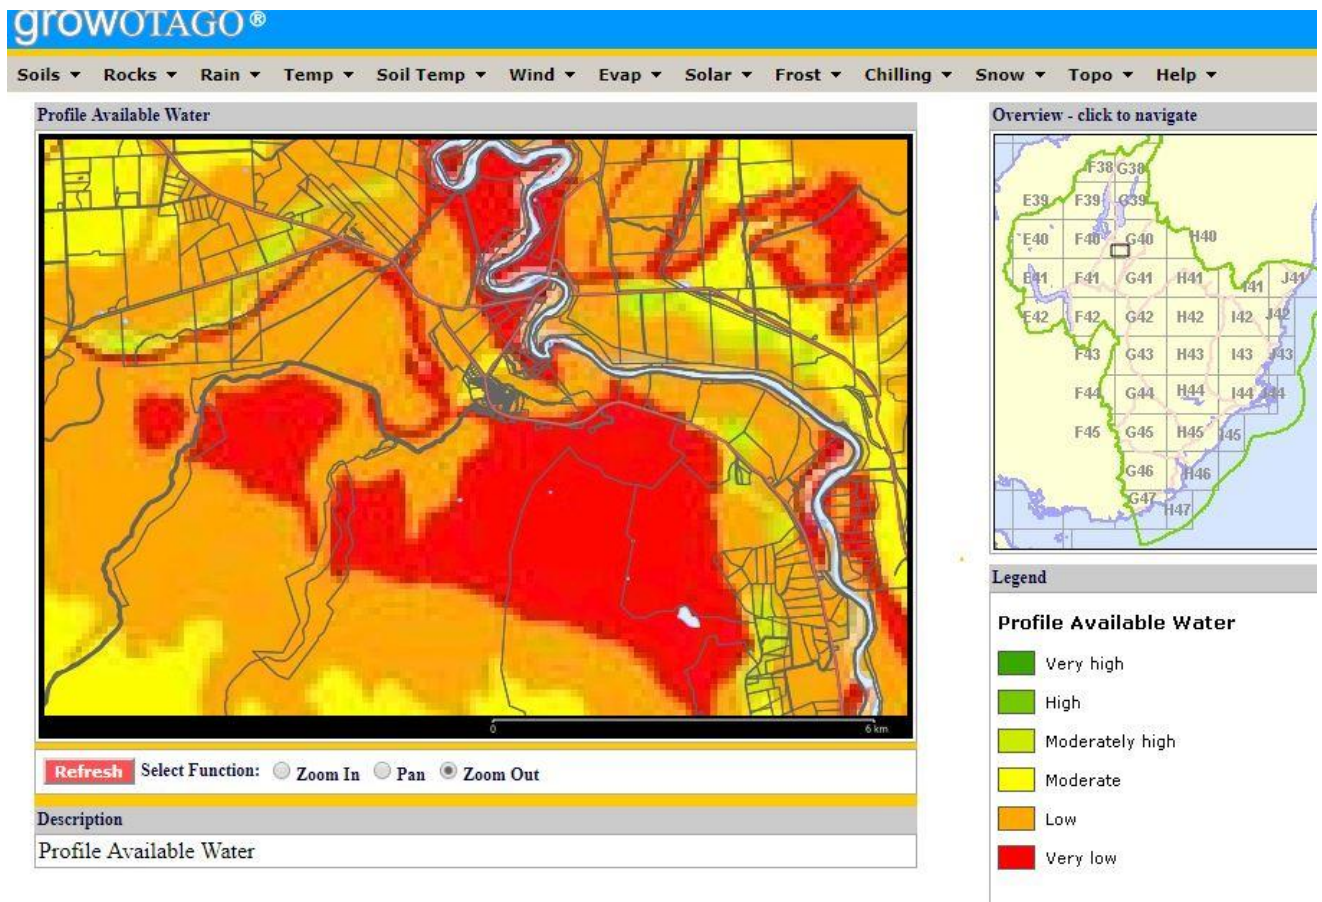 growOTAGO®
Soils ▼ Rocks ▼ Rain ▼ Temp ▼ Soil Temp ▼ Wind ▼ Evap ▼ Solar ▼ Frost ▼ Chilling ▼ Snow ▼ Topo ▼ Help ▼
Profile Available Water
0 6 km
Refresh Select Function: Zoom In Pan Zoom Out
Description
Profile Available Water
Overview - click to navigate
F38 G38
E39 F39 G39
E40 F40 G40 H40
E41 F41 G41 H41 I41 J41
E42 F42 G42 H42 I42 J42
F43 G43 H43 I43 J43
F44 G44 H44 I44 J44
F45 G45 H45 I45
G46 H46
G47 H47
Legend
Profile Available Water
Very high
High
Moderately high
Moderate
Low
Very low